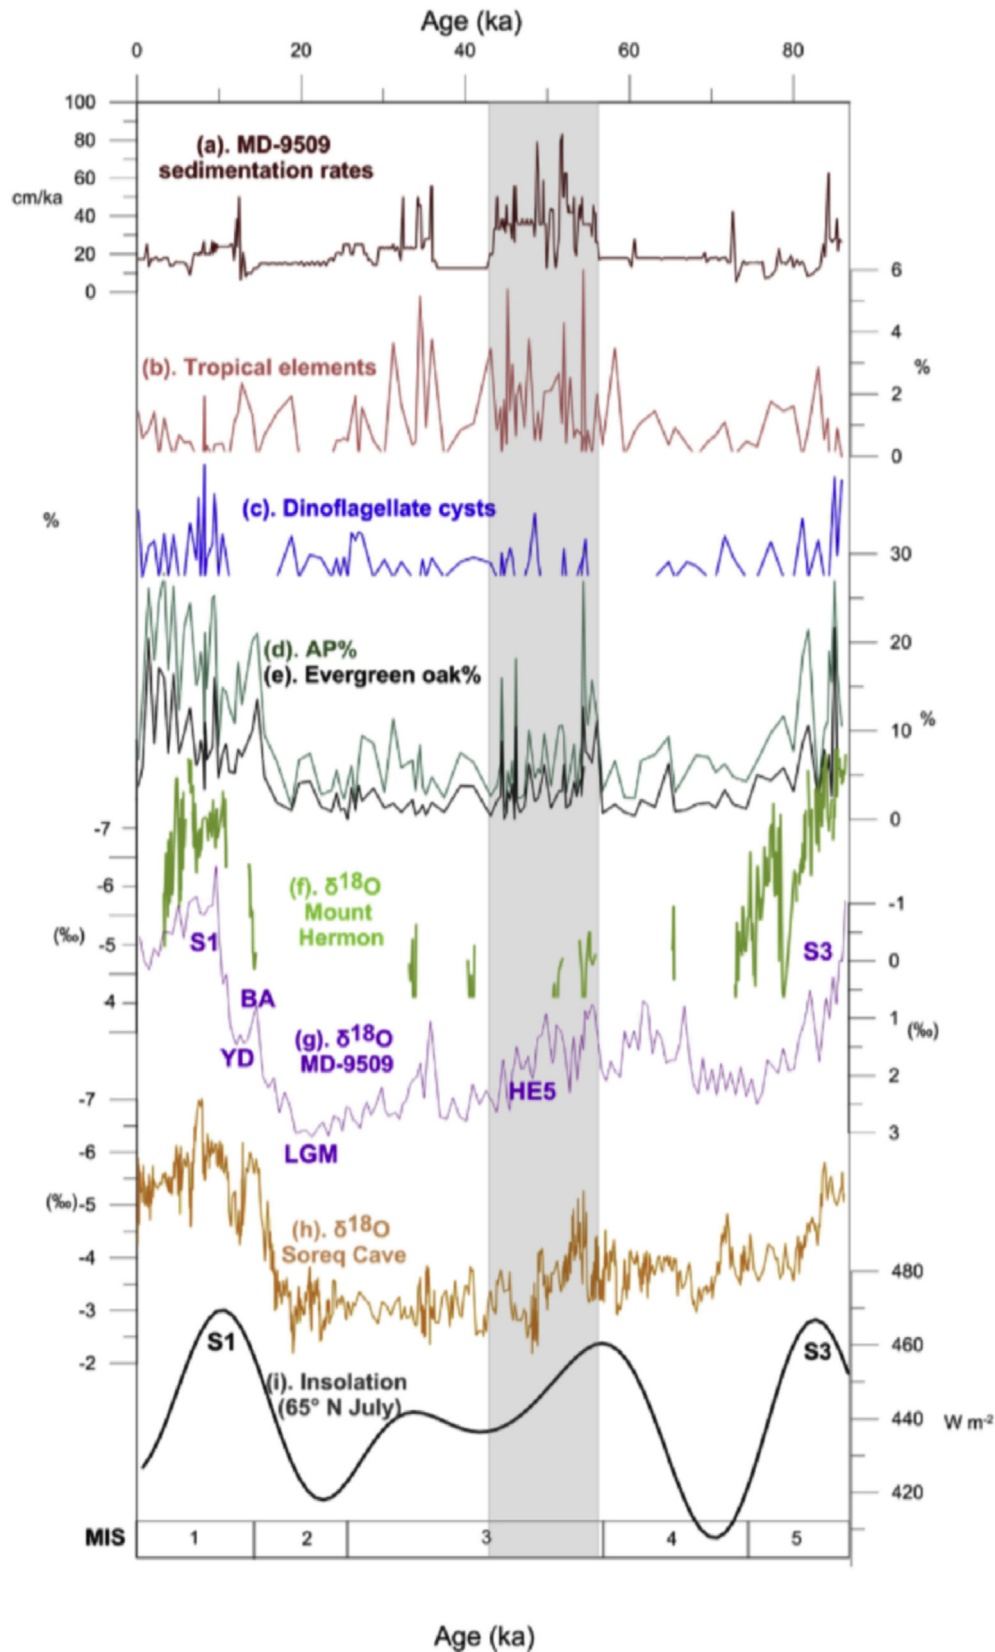 Age (ka)
0 20 40 60 80
100
80
60
cm/ka
40
20
0
(a). MD-9509
sedimentation rates
6
4
%
2
0
(b). Tropical elements
%
(c). Dinoflagellate cysts
30
20
10
%
0
(d). AP%
(e). Evergreen oak%
-7
-6
(‰)
-5
4
(f). δ18O
Mount
Hermon
-1
0
1
(‰)
2
3
S1
S3
BA
YD
(g). δ18O
MD-9509
HE5
LGM
-7
-6
(‰)
-5
-4
-3
-2
(h). δ18O
Soreq Cave
480
460
440
W m-2
420
S1
S3
(i). Insolation
(65° N July)
MIS 1 2 3 4 5
Age (ka)